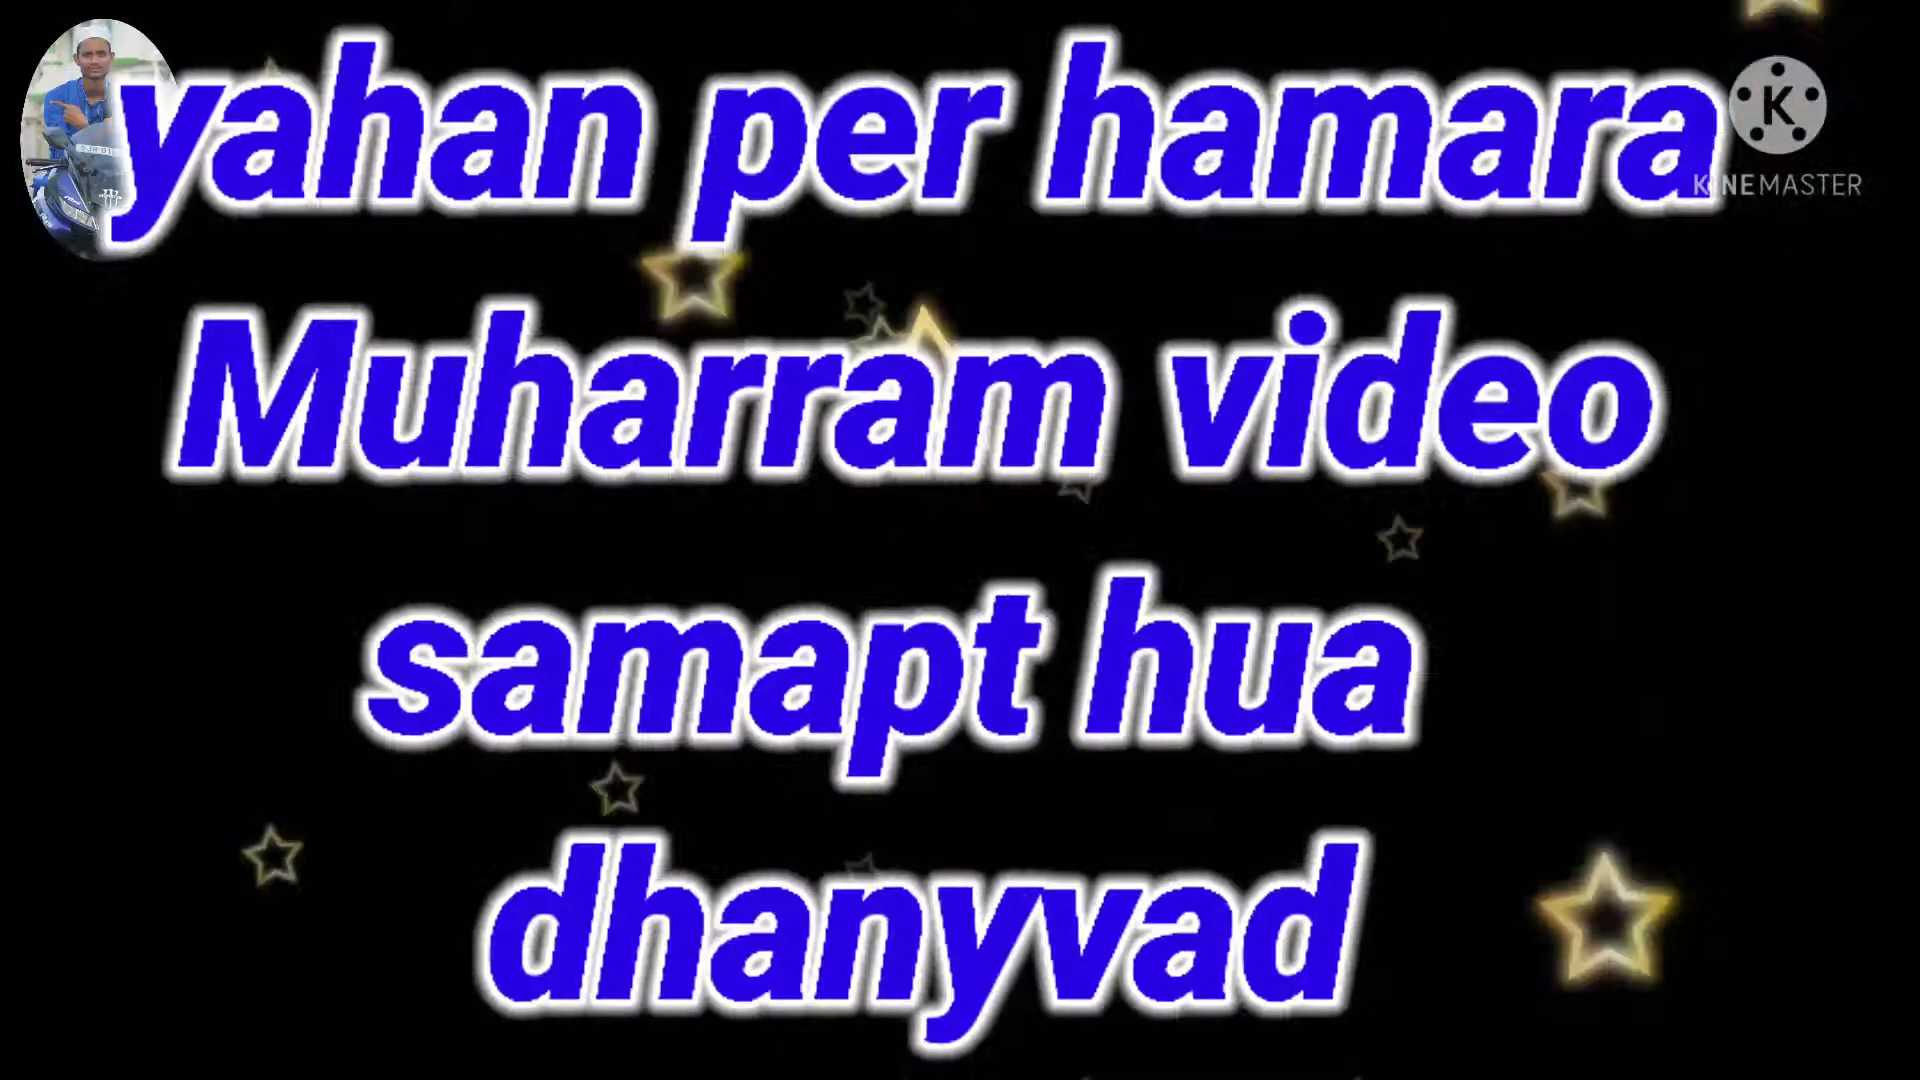 yahan per hamara
Muharram video
samapt hua
dhanyvad
K
KINEMASTER